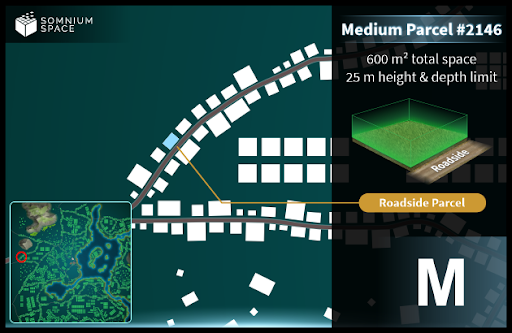 SOMNIUM
SPACE
Medium Parcel #2146
600 m² total space
25 m height & depth limit
Roadside
Roadside Parcel
M